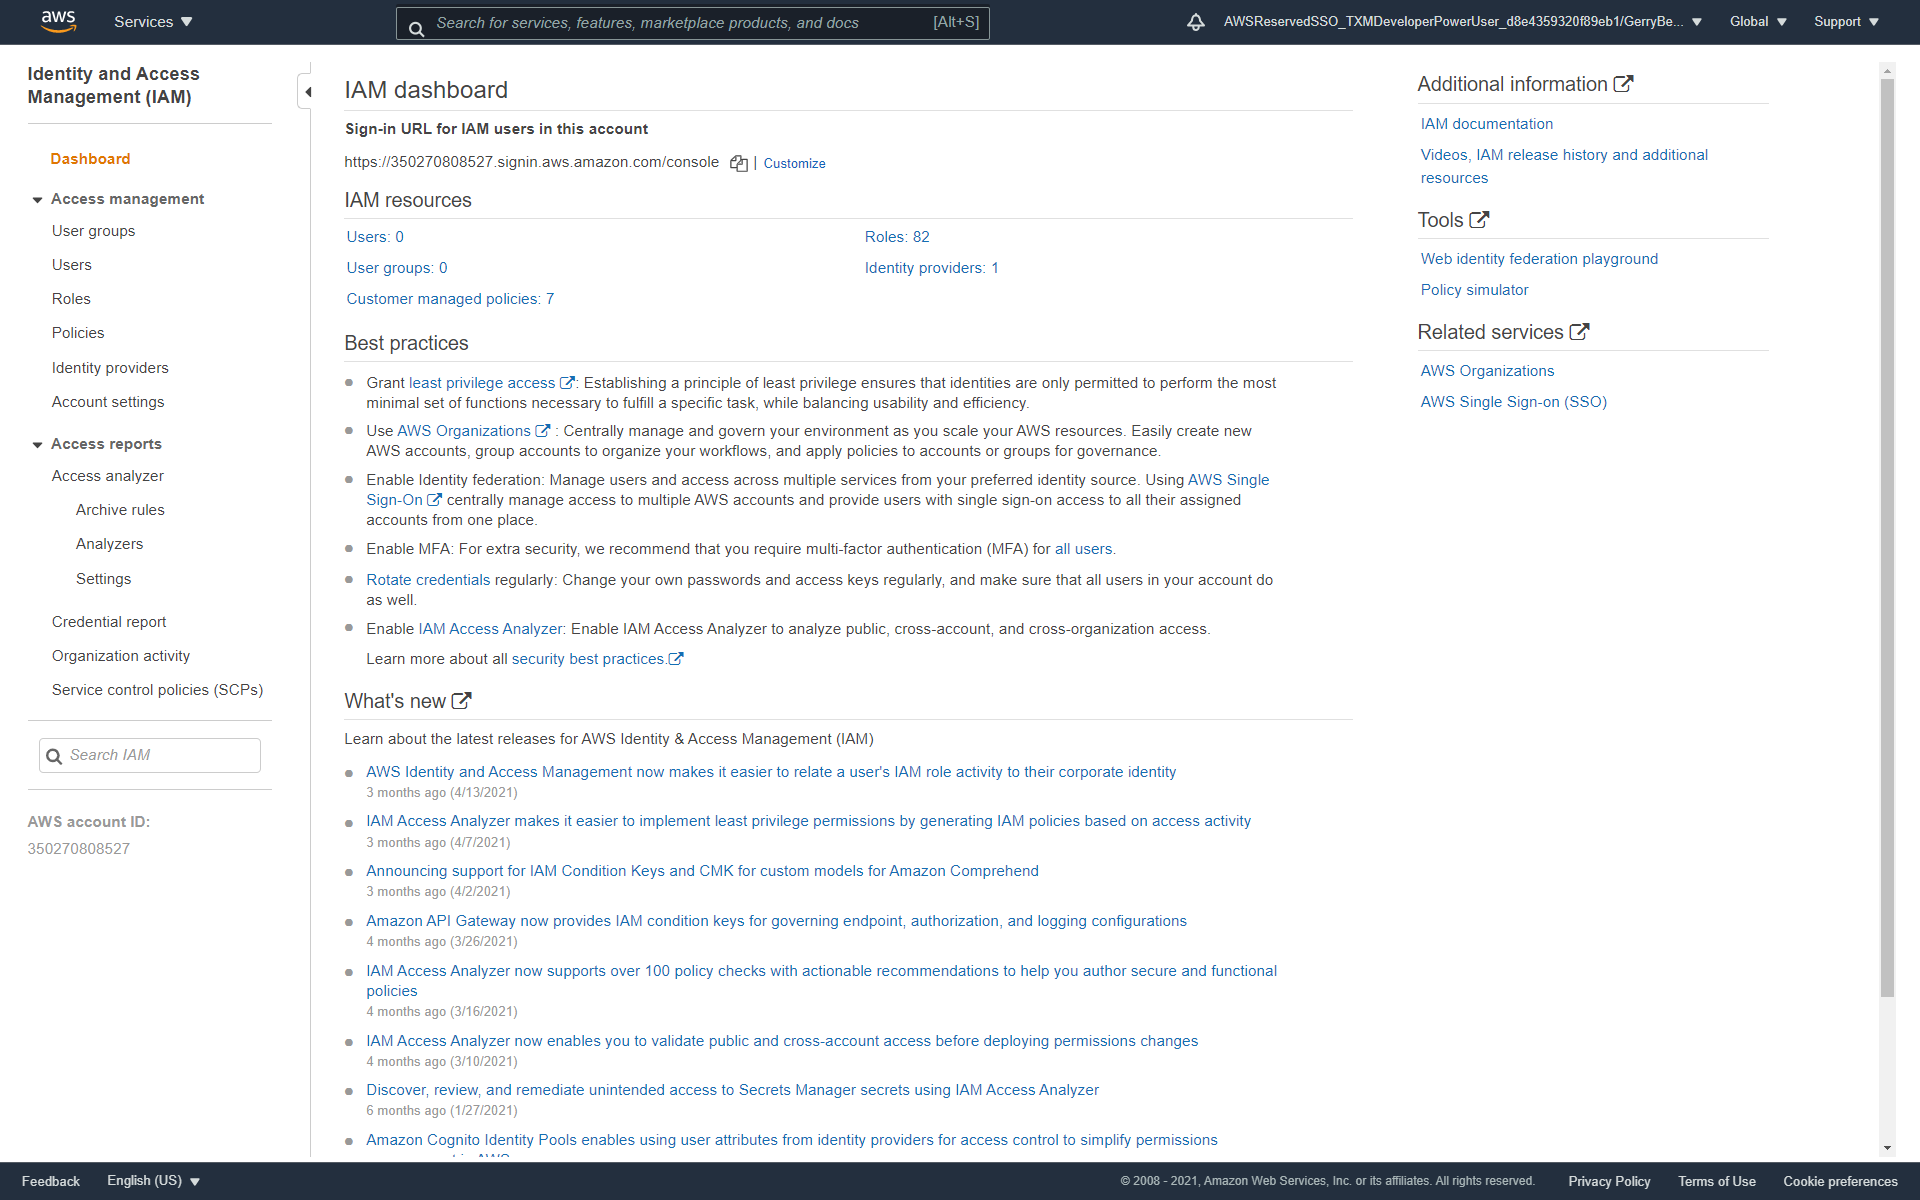 aws
Services
Search for services, features, marketplace products, and docs
[Alt+S]
AWSReservedSSO_TXMDeveloperPowerUser_d8e4359320f89eb1/GerryBe...
Global
Support
Identity and Access
Management (IAM)
Dashboard
Access management
User groups
Users
Roles
Policies
Identity providers
Account settings
Access reports
Access analyzer
Archive rules
Analyzers
Settings
Credential report
Organization activity
Service control policies (SCPs)
Search IAM
AWS account ID:
350270808527
IAM dashboard
Sign-in URL for IAM users in this account
https://350270808527.signin.aws.amazon.com/console | Customize
IAM resources
Users: 0
Roles: 82
User groups: 0
Identity providers: 1
Customer managed policies: 7
Best practices
Grant least privilege access : Establishing a principle of least privilege ensures that identities are only permitted to perform the most
minimal set of functions necessary to fulfill a specific task, while balancing usability and efficiency.
Use AWS Organizations : Centrally manage and govern your environment as you scale your AWS resources. Easily create new
AWS accounts, group accounts to organize your workflows, and apply policies to accounts or groups for governance.
Enable Identity federation: Manage users and access across multiple services from your preferred identity source. Using AWS Single
Sign-On centrally manage access to multiple AWS accounts and provide users with single sign-on access to all their assigned
accounts from one place.
Enable MFA: For extra security, we recommend that you require multi-factor authentication (MFA) for all users.
Rotate credentials regularly: Change your own passwords and access keys regularly, and make sure that all users in your account do
as well.
Enable IAM Access Analyzer: Enable IAM Access Analyzer to analyze public, cross-account, and cross-organization access.
Learn more about all security best practices.
What's new
Learn about the latest releases for AWS Identity & Access Management (IAM)
AWS Identity and Access Management now makes it easier to relate a user's IAM role activity to their corporate identity
3 months ago (4/13/2021)
IAM Access Analyzer makes it easier to implement least privilege permissions by generating IAM policies based on access activity
3 months ago (4/7/2021)
Announcing support for IAM Condition Keys and CMK for custom models for Amazon Comprehend
3 months ago (4/2/2021)
Amazon API Gateway now provides IAM condition keys for governing endpoint, authorization, and logging configurations
4 months ago (3/26/2021)
IAM Access Analyzer now supports over 100 policy checks with actionable recommendations to help you author secure and functional
policies
4 months ago (3/16/2021)
IAM Access Analyzer now enables you to validate public and cross-account access before deploying permissions changes
4 months ago (3/10/2021)
Discover, review, and remediate unintended access to Secrets Manager secrets using IAM Access Analyzer
6 months ago (1/27/2021)
Amazon Cognito Identity Pools enables using user attributes from identity providers for access control to simplify permissions
Additional information
IAM documentation
Videos, IAM release history and additional
resources
Tools
Web identity federation playground
Policy simulator
Related services
AWS Organizations
AWS Single Sign-on (SSO)
Feedback
English (US)
© 2008 - 2021, Amazon Web Services, Inc. or its affiliates. All rights reserved.
Privacy Policy
Terms of Use
Cookie preferences